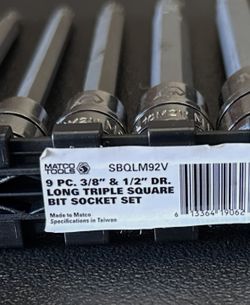 MATCO TOOLS
SBQLM92V
9 PC. 3/8" & 1/2" DR.
LONG TRIPLE SQUARE
BIT SOCKET SET
Made to Matco
Specifications in Taiwan
6 13364 19062